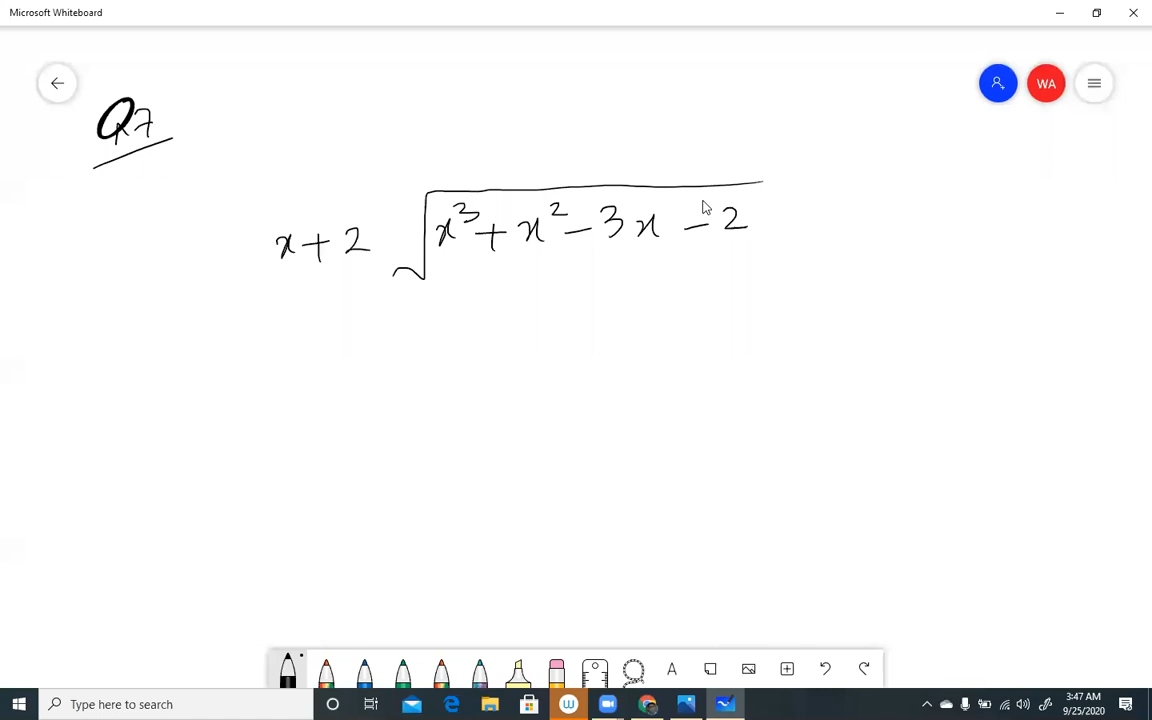 Microsoft Whiteboard
WA
Q7
x + 2 √x³ + x² - 3x - 2
A
Type here to search
W
3:47 AM
9/25/2020